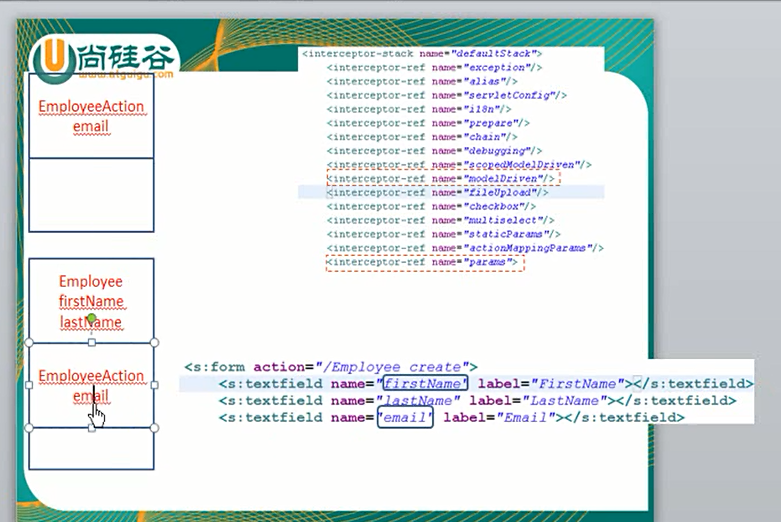 尚硅谷
www.atguigu.com
EmployeeAction
email
Employee
firstName
lastName
EmployeeAction
email
<interceptor-stack name="defaultStack">
<interceptor-ref name="exception"/>
<interceptor-ref name="alias"/>
<interceptor-ref name="servletConfig"/>
<interceptor-ref name="i18n"/>
<interceptor-ref name="prepare"/>
<interceptor-ref name="chain"/>
<interceptor-ref name="debugging"/>
<interceptor-ref name="scopedModelDriven"/>
<interceptor-ref name="modelDriven"/>
<interceptor-ref name="fileUpload"/>
<interceptor-ref name="checkbox"/>
<interceptor-ref name="multiselect"/>
<interceptor-ref name="staticParams"/>
<interceptor-ref name="actionMappingParams"/>
<interceptor-ref name="params">
<s:form action="/Employee_create">
<s:textfield name="firstName" label="FirstName"></s:textfield>
<s:textfield name="lastName" label="LastName"></s:textfield>
<s:textfield name="email" label="Email"></s:textfield>